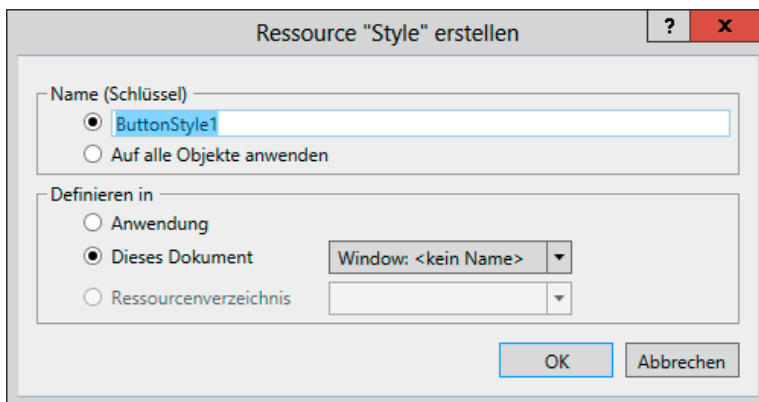 Ressource "Style" erstellen
?
x
Name (Schlüssel)
ButtonStyle1
Auf alle Objekte anwenden
Definieren in
Anwendung
Dieses Dokument
Window: <kein Name>
Ressourcenverzeichnis
OK
Abbrechen